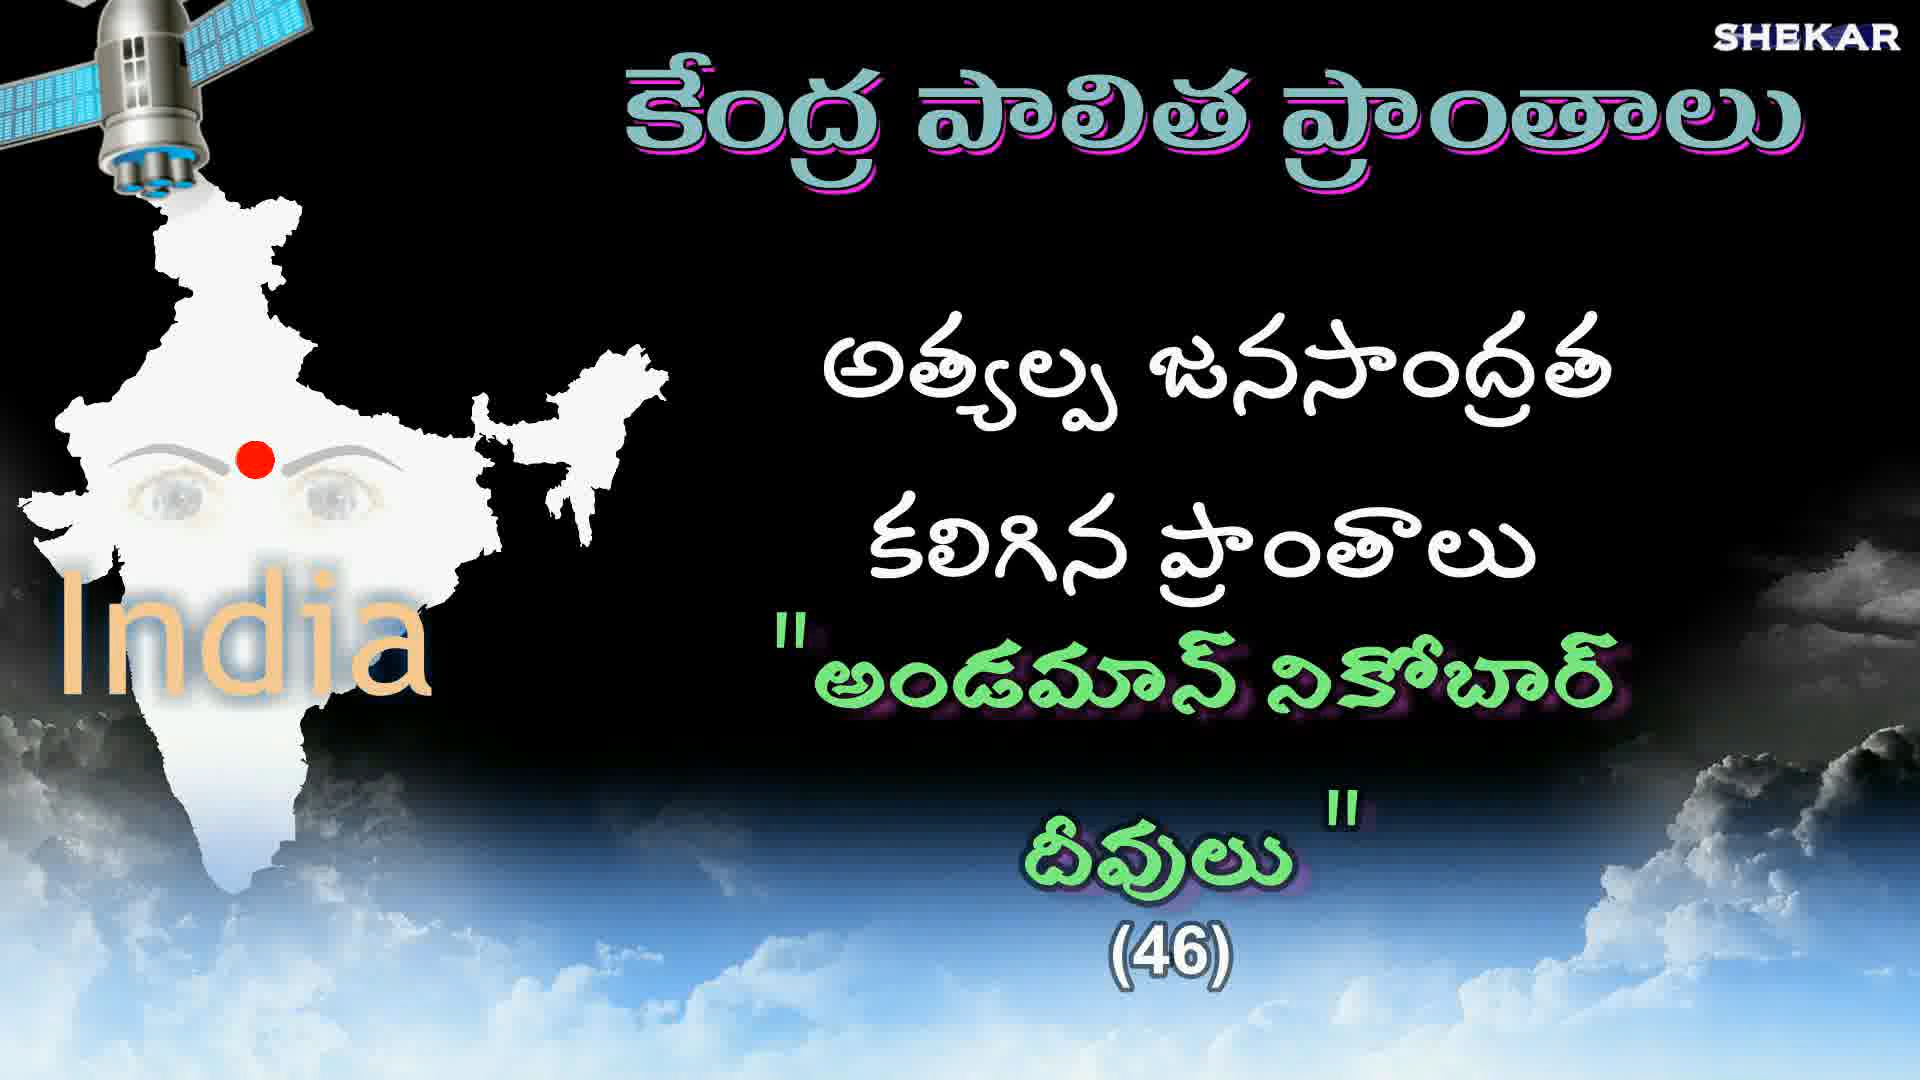 SHEKAR
కేంద్ర పాలిత ప్రాంతాలు
అత్యల్ప జనసాంద్రత
కలిగిన ప్రాంతాలు
"అండమాన్ నికోబార్
దీవులు "
(46)
India